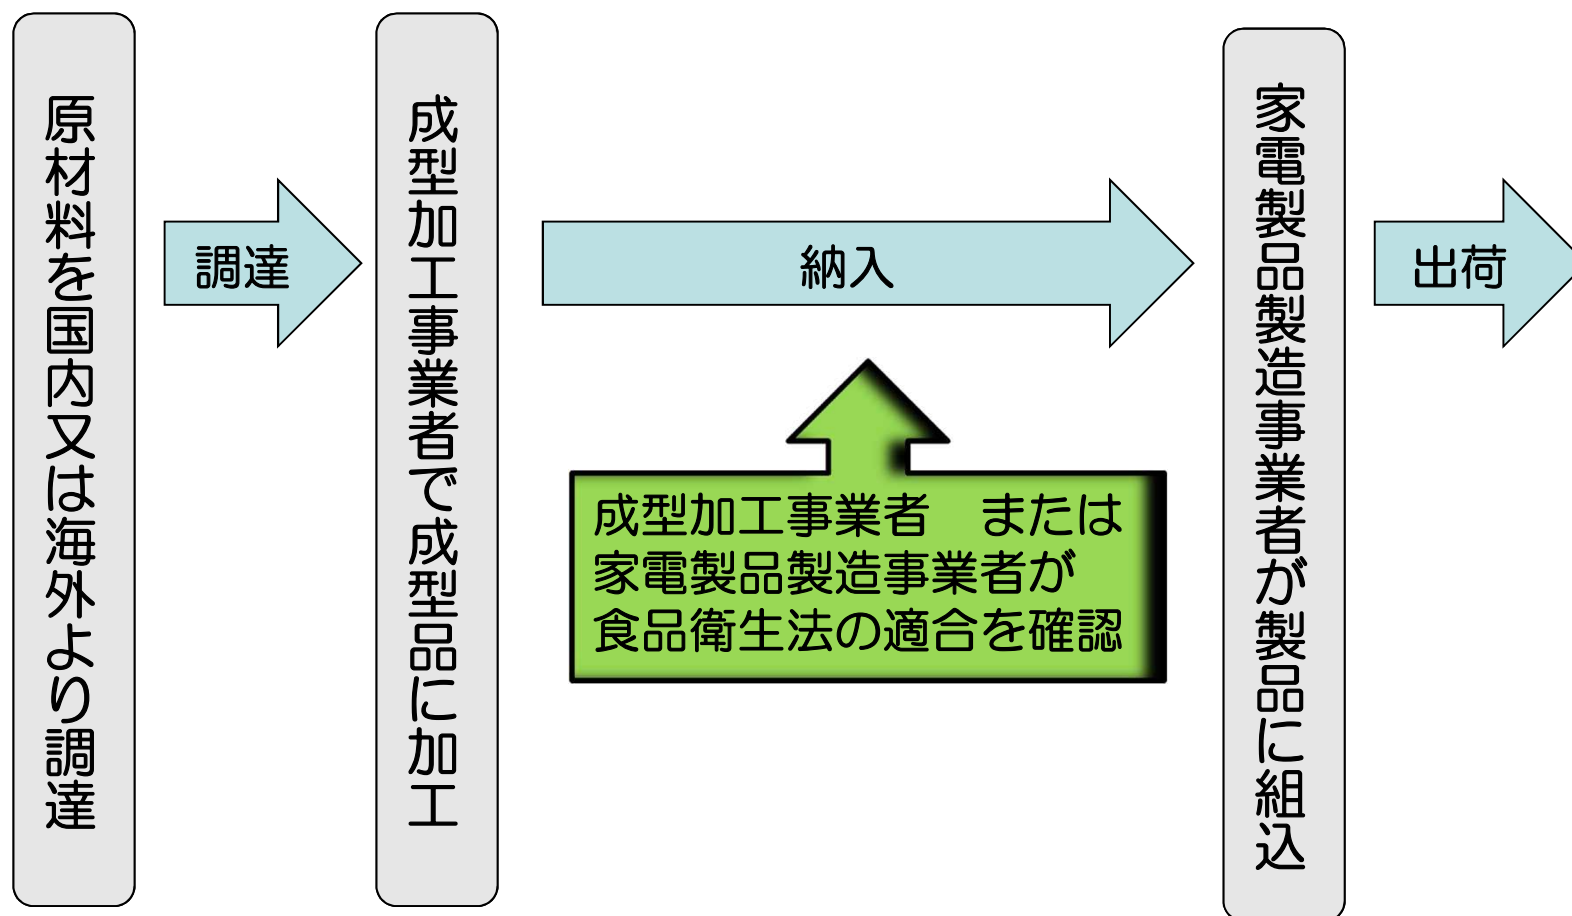 原材料を国内又は海外より調達
調達
成型加工事業者で成型品に加工
納入
成型加工事業者　または
家電製品製造事業者が
食品衛生法の適合を確認
家電製品製造事業者が製品に組込
出荷